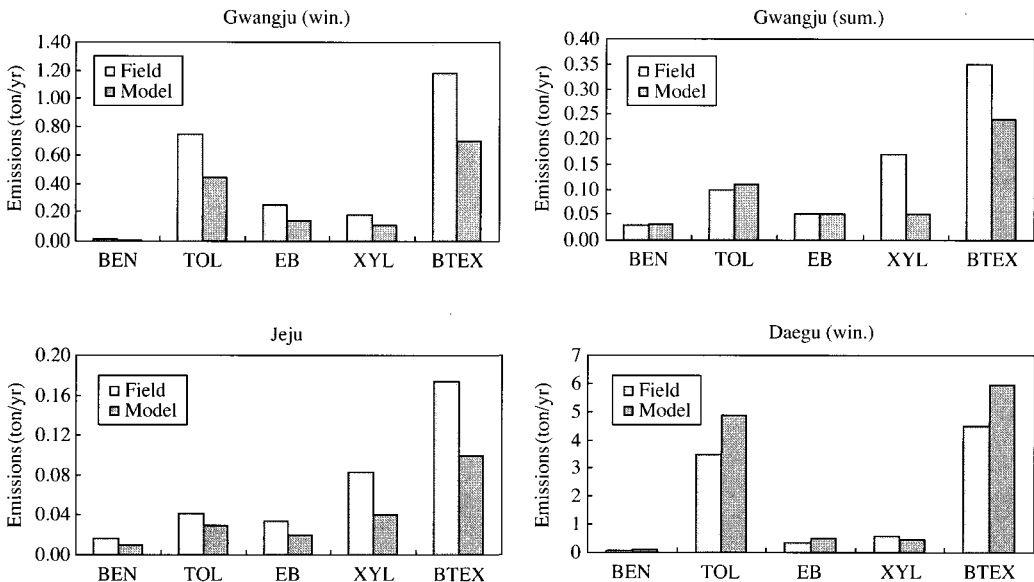 Gwangju (win.)
Emissions (ton/yr)
1.40
1.20
1.00
0.80
0.60
0.40
0.20
0.00
Field
Model
BEN TOL EB XYL BTEX
Gwangju (sum.)
Emissions (ton/yr)
0.40
0.35
0.30
0.25
0.20
0.15
0.10
0.05
0.00
Field
Model
BEN TOL EB XYL BTEX
Jeju
Emissions (ton/yr)
0.20
0.16
0.12
0.08
0.04
0.00
Field
Model
BEN TOL EB XYL BTEX
Daegu (win.)
Emissions (ton/yr)
7
6
5
4
3
2
1
0
Field
Model
BEN TOL EB XYL BTEX